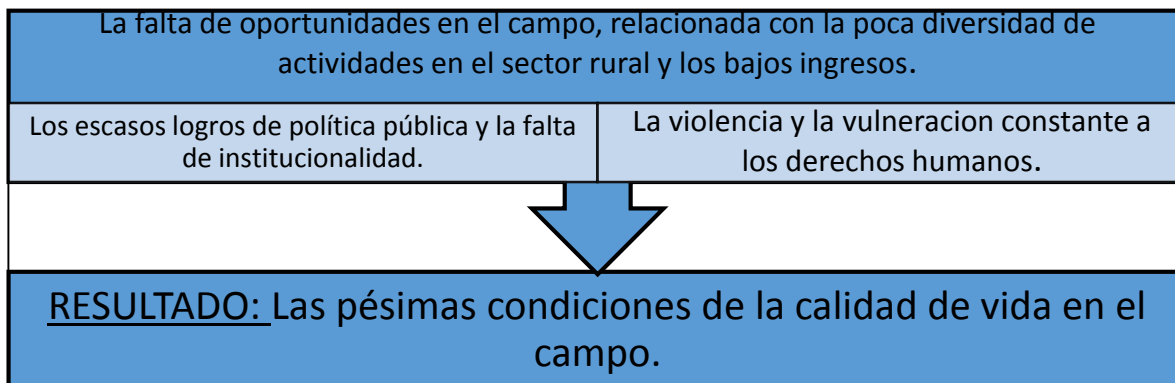 La falta de oportunidades en el campo, relacionada con la poca diversidad de
actividades en el sector rural y los bajos ingresos.
Los escasos logros de política pública y la falta
de institucionalidad.
La violencia y la vulneracion constante a
los derechos humanos.
RESULTADO: Las pésimas condiciones de la calidad de vida en el
campo.